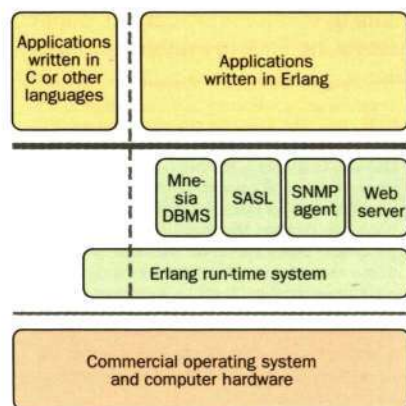 Applications
written in
C or other
languages
Applications
written in Erlang
Mne-
sia
DBMS
SASL
SNMP
agent
Web
server
Erlang run-time system
Commercial operating system
and computer hardware